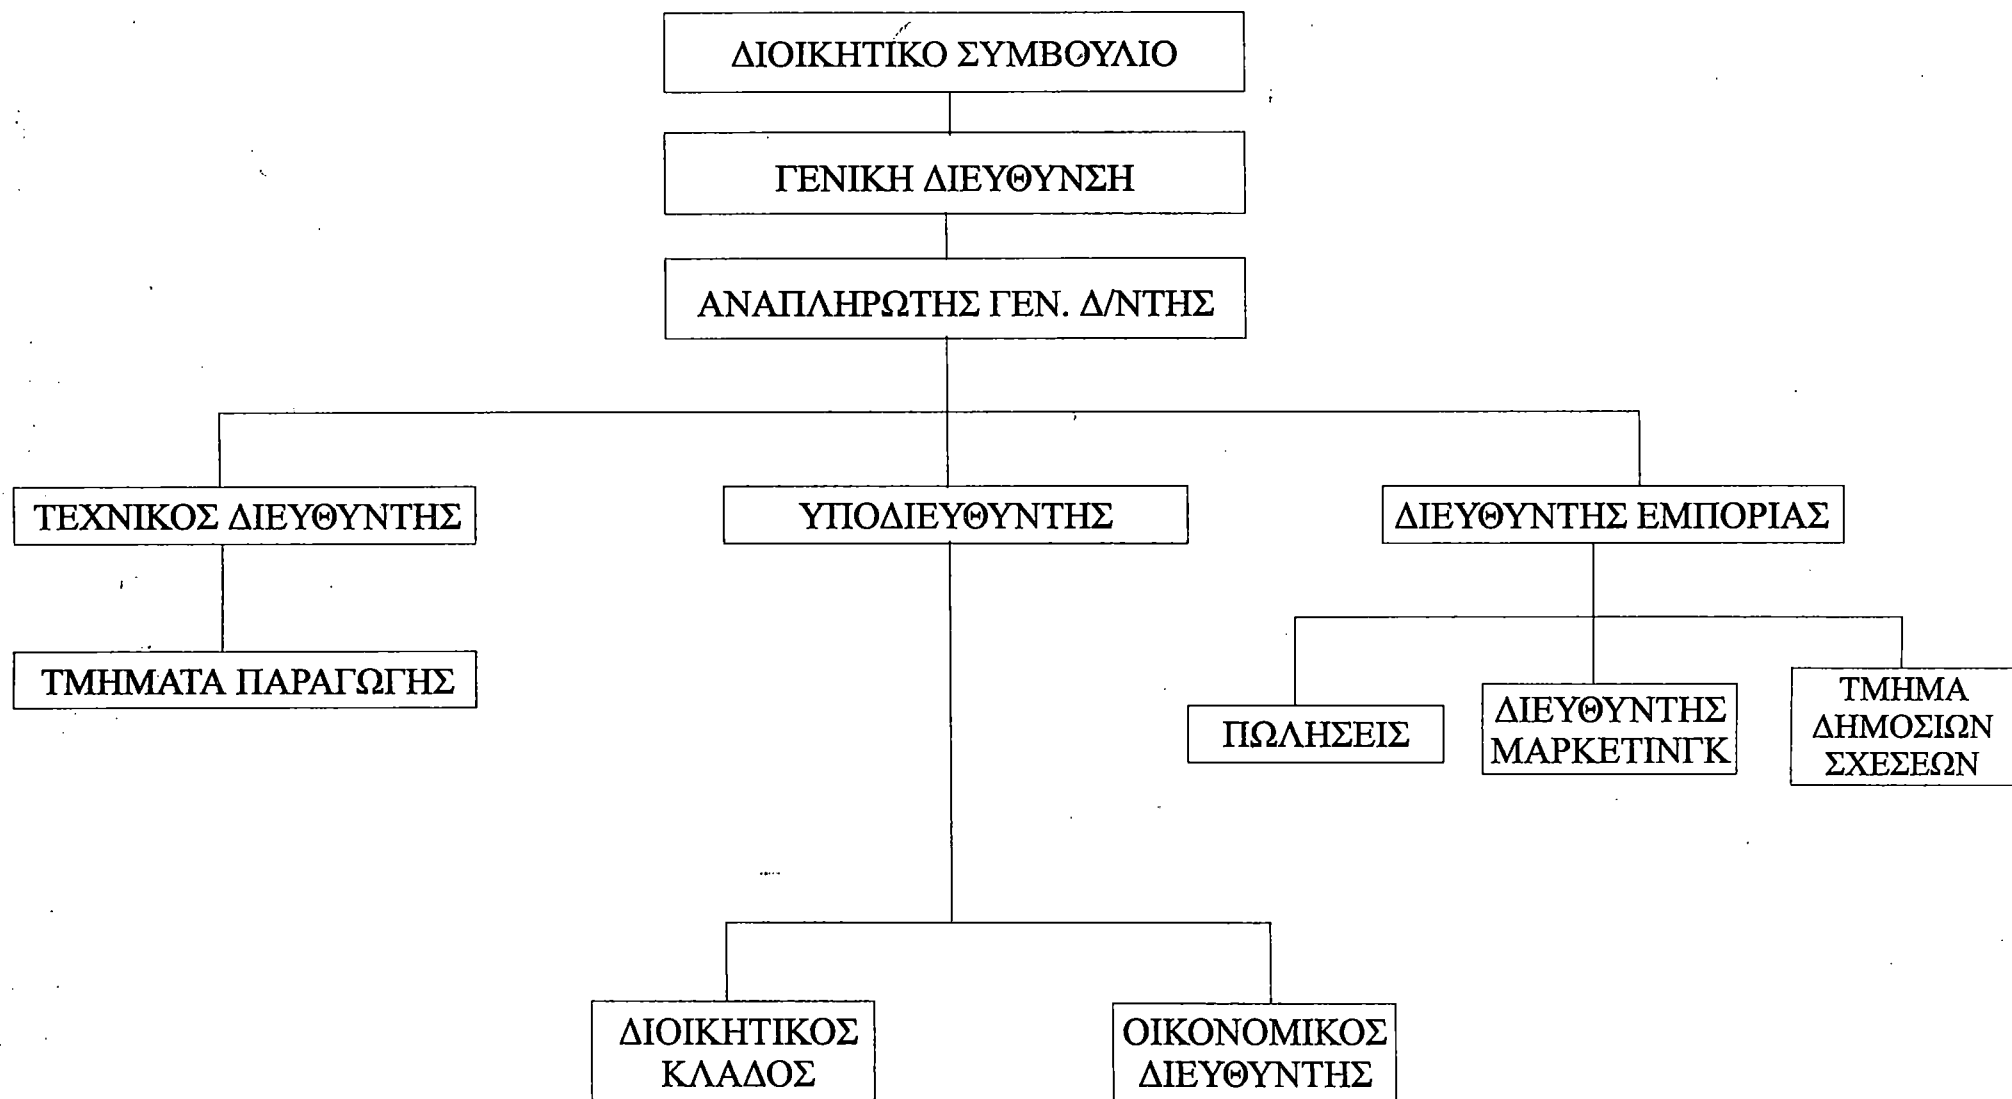 ΔΙΟΙΚΗΤΙΚΟ ΣΥΜΒΟΥΛΙΟ
ΓΕΝΙΚΗ ΔΙΕΥΘΥΝΣΗ
ΑΝΑΠΛΗΡΩΤΗΣ ΓΕΝ. Δ/ΝΤΗΣ
ΤΕΧΝΙΚΟΣ ΔΙΕΥΘΥΝΤΗΣ
ΥΠΟΔΙΕΥΘΥΝΤΗΣ
ΔΙΕΥΘΥΝΤΗΣ ΕΜΠΟΡΙΑΣ
ΤΜΗΜΑΤΑ ΠΑΡΑΓΩΓΗΣ
ΠΩΛΗΣΕΙΣ
ΔΙΕΥΘΥΝΤΗΣ
ΜΑΡΚΕΤΙΝΓΚ
ΤΜΗΜΑ
ΔΗΜΟΣΙΩΝ
ΣΧΕΣΕΩΝ
ΔΙΟΙΚΗΤΙΚΟΣ
ΚΛΑΔΟΣ
ΟΙΚΟΝΟΜΙΚΟΣ
ΔΙΕΥΘΥΝΤΗΣ